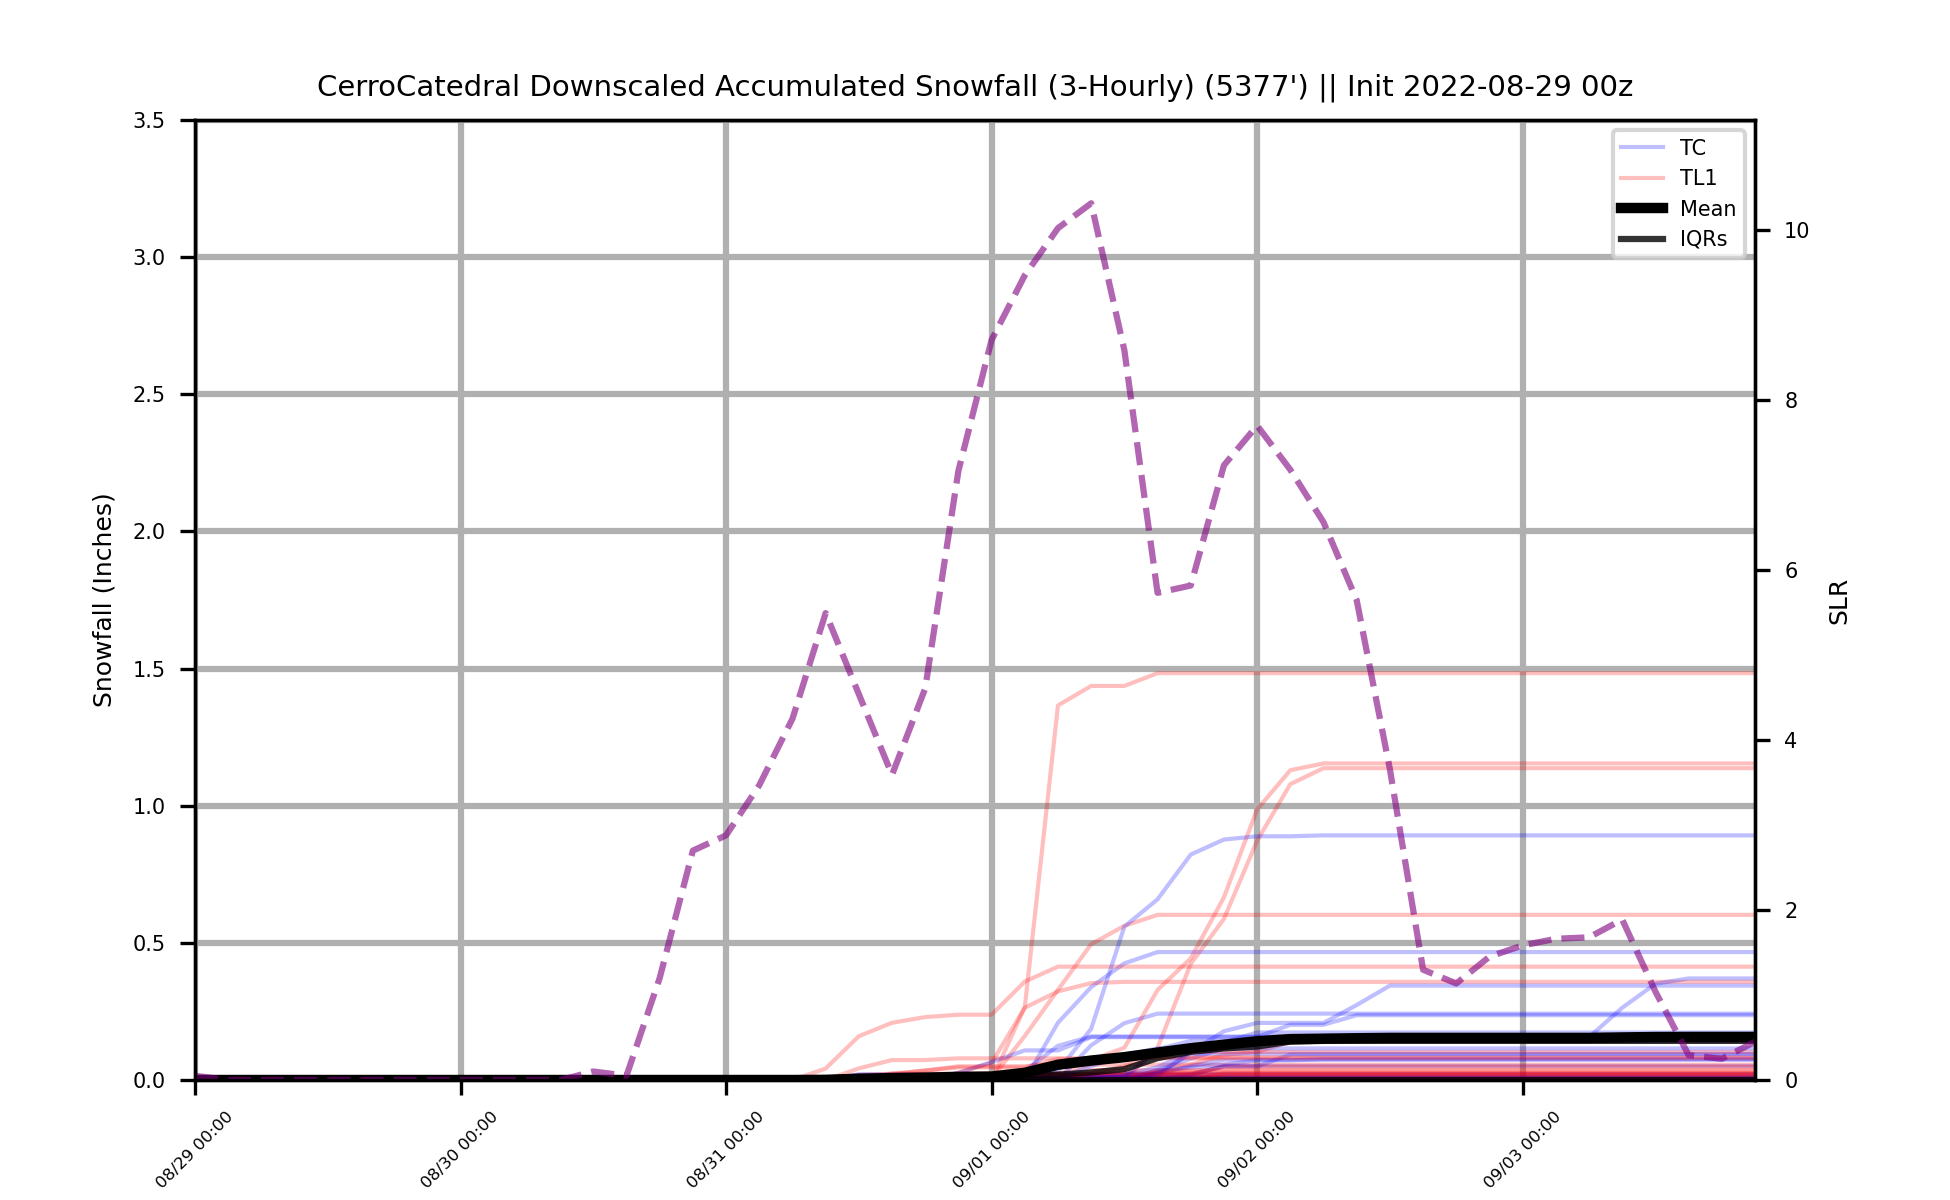 CerroCatedral Downscaled Accumulated Snowfall (3-Hourly) (5377') || Init 2022-08-29 00z
TC
TL1
Mean
IQRs
Snowfall (Inches)
3.5
3.0
2.5
2.0
1.5
1.0
0.5
0.0
10
8
6
4
2
0
SLR
08/29 00:00
08/30 00:00
08/31 00:00
09/01 00:00
09/02 00:00
09/03 00:00